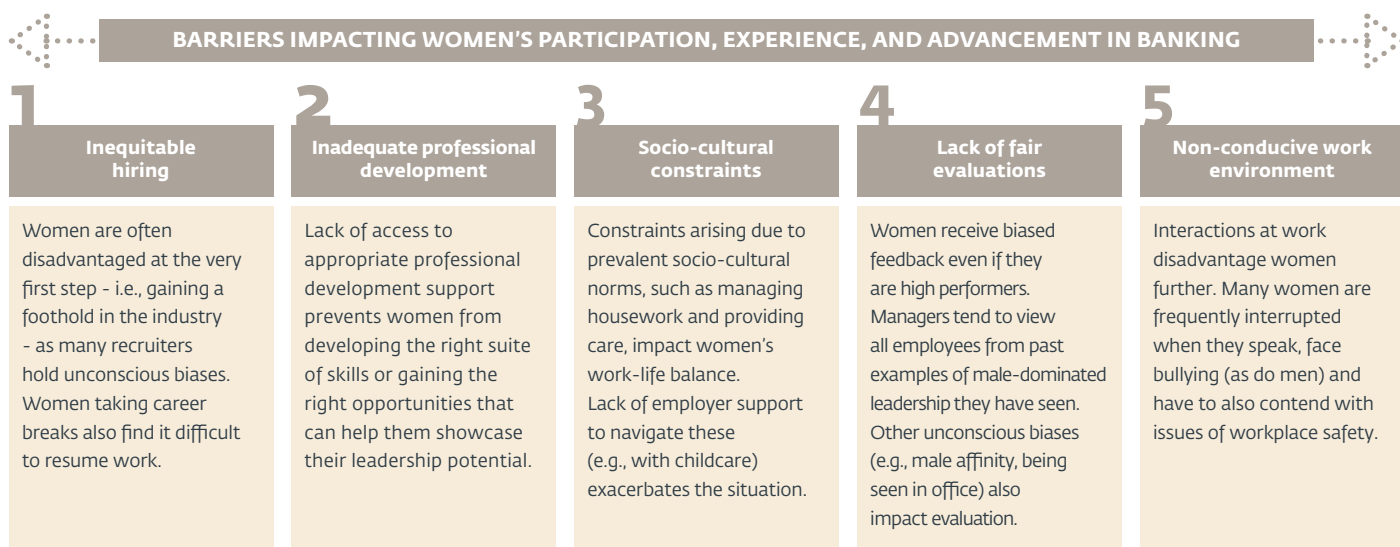 BARRIERS IMPACTING WOMEN’S PARTICIPATION, EXPERIENCE, AND ADVANCEMENT IN BANKING
1
Inequitable
hiring
Women are often
disadvantaged at the very
first step - i.e., gaining a
foothold in the industry
- as many recruiters
hold unconscious biases.
Women taking career
breaks also find it difficult
to resume work.
2
Inadequate professional
development
Lack of access to
appropriate professional
development support
prevents women from
developing the right suite
of skills or gaining the
right opportunities that
can help them showcase
their leadership potential.
3
Socio-cultural
constraints
Constraints arising due to
prevalent socio-cultural
norms, such as managing
housework and providing
care, impact women’s
work-life balance.
Lack of employer support
to navigate these
(e.g., with childcare)
exacerbates the situation.
4
Lack of fair
evaluations
Women receive biased
feedback even if they
are high performers.
Managers tend to view
all employees from past
examples of male-dominated
leadership they have seen.
Other unconscious biases
(e.g., male affinity, being
seen in office) also
impact evaluation.
5
Non-conducive work
environment
Interactions at work
disadvantage women
further. Many women are
frequently interrupted
when they speak, face
bullying (as do men) and
have to also contend with
issues of workplace safety.